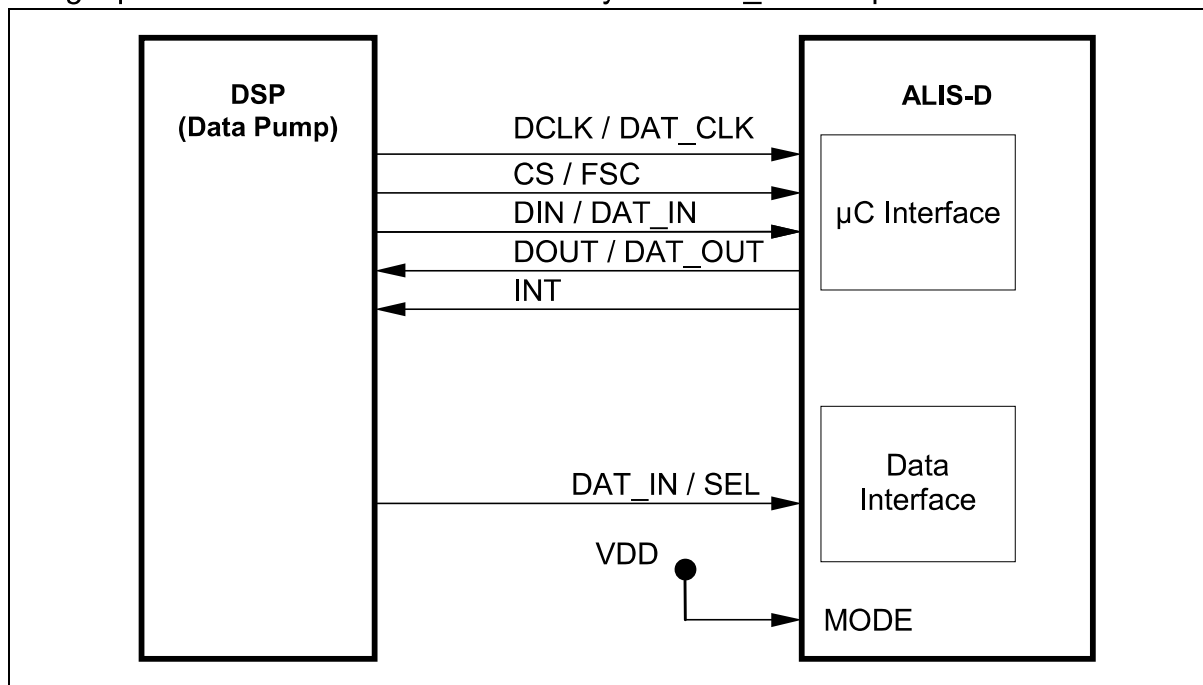 DSP
(Data Pump)
ALIS-D
DCLK / DAT_CLK
CS / FSC
DIN / DAT_IN
DOUT / DAT_OUT
INT
µC Interface
DAT_IN / SEL
Data
Interface
VDD
MODE